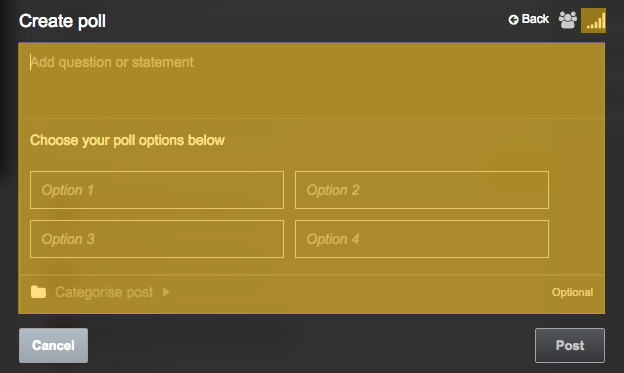 Create poll
Back
Add question or statement
Choose your poll options below
Option 1
Option 2
Option 3
Option 4
Categorise post
Optional
Cancel
Post